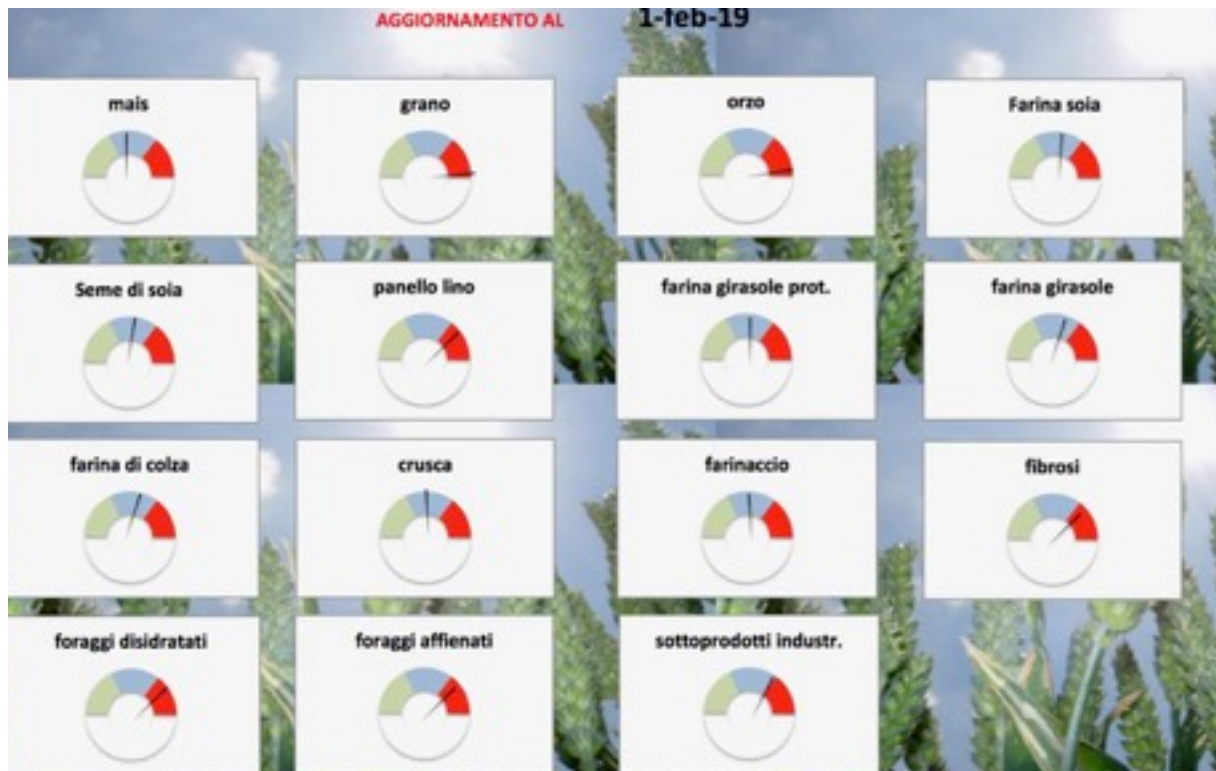 AGGIORNAMENTO AL 1-feb-19
mais
grano
orzo
Farina soia
Seme di soia
panello lino
farina girasole prot.
farina girasole
farina di colza
crusca
farinaccio
fibrosi
foraggi disidratati
foraggi affienati
sottoprodotti industr.